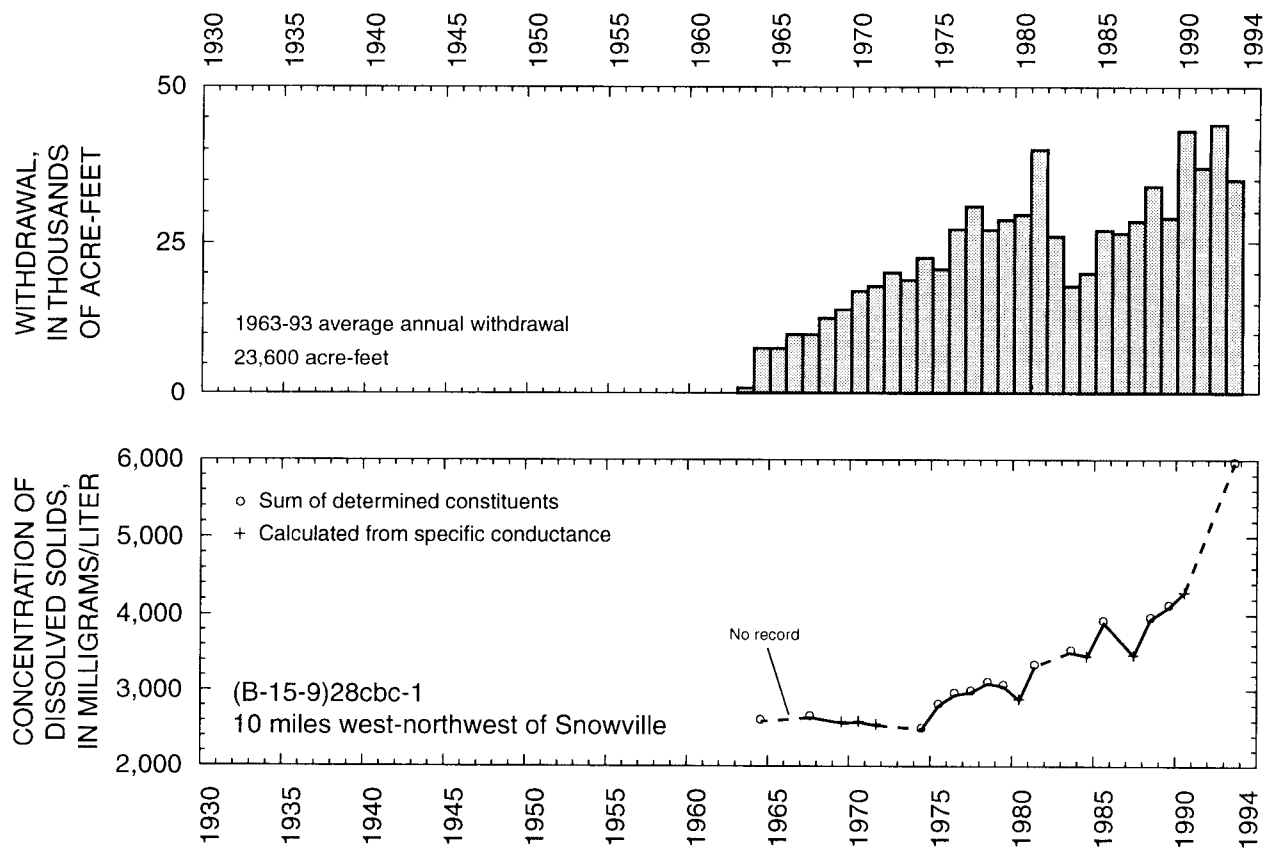 1930 1935 1940 1945 1950 1955 1960 1965 1970 1975 1980 1985 1990 1994
WITHDRAWAL,
IN THOUSANDS
OF ACRE-FEET
50
25
0
1963-93 average annual withdrawal
23,600 acre-feet
CONCENTRATION OF
DISSOLVED SOLIDS,
IN MILLIGRAMS/LITER
6,000
5,000
4,000
3,000
2,000
○ Sum of determined constituents
+ Calculated from specific conductance
No record
(B-15-9)28cbc-1
10 miles west-northwest of Snowville
1930 1935 1940 1945 1950 1955 1960 1965 1970 1975 1980 1985 1990 1994